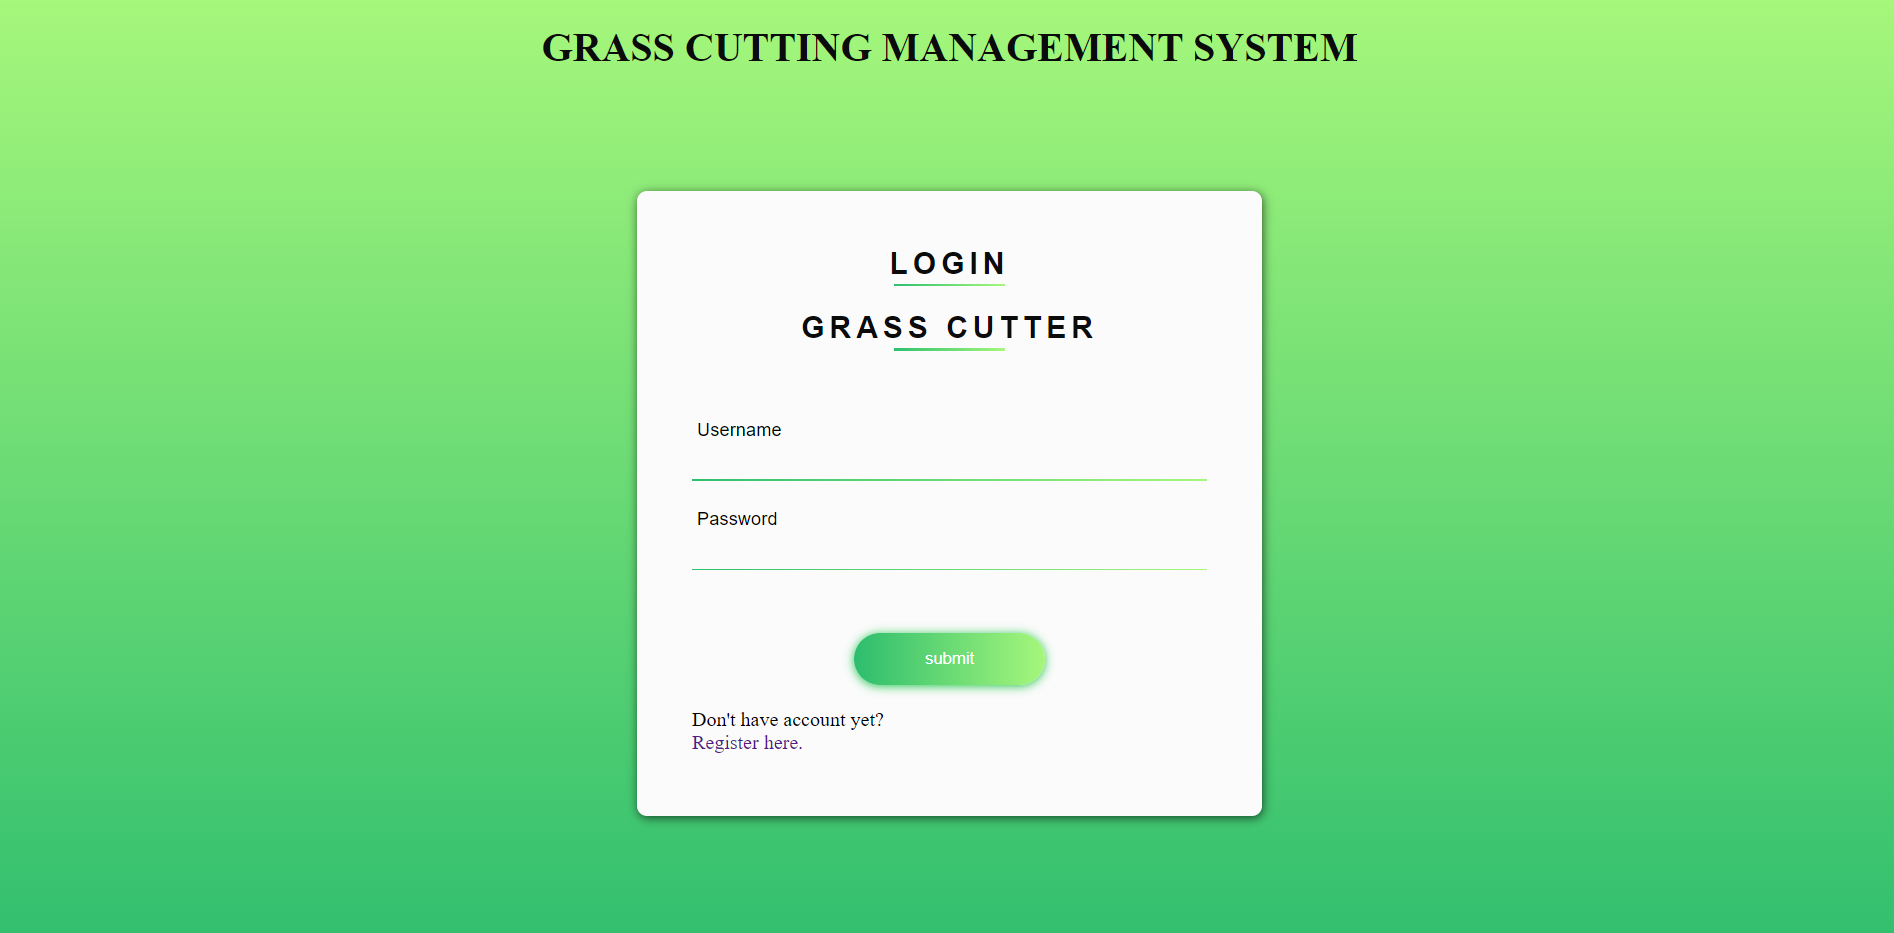 GRASS CUTTING MANAGEMENT SYSTEM
LOGIN
GRASS CUTTER
Username
Password
submit
Don't have account yet?
Register here.